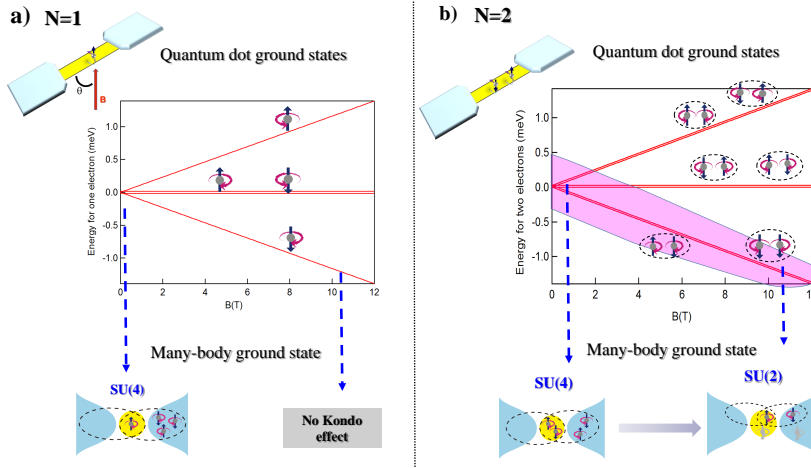 a) N=1
Quantum dot ground states
θ
B
Energy for one electron (meV)
1.0
0.5
0.0
-0.5
-1.0
0 2 4 6 8 10 12
B(T)
Many-body ground state
SU(4)
No Kondo
effect
b) N=2
Quantum dot ground states
Energy for two electrons (meV)
1.0
0.5
0.0
-0.5
-1.0
0 2 4 6 8 10 12
B(T)
Many-body ground state
SU(4)
SU(2)